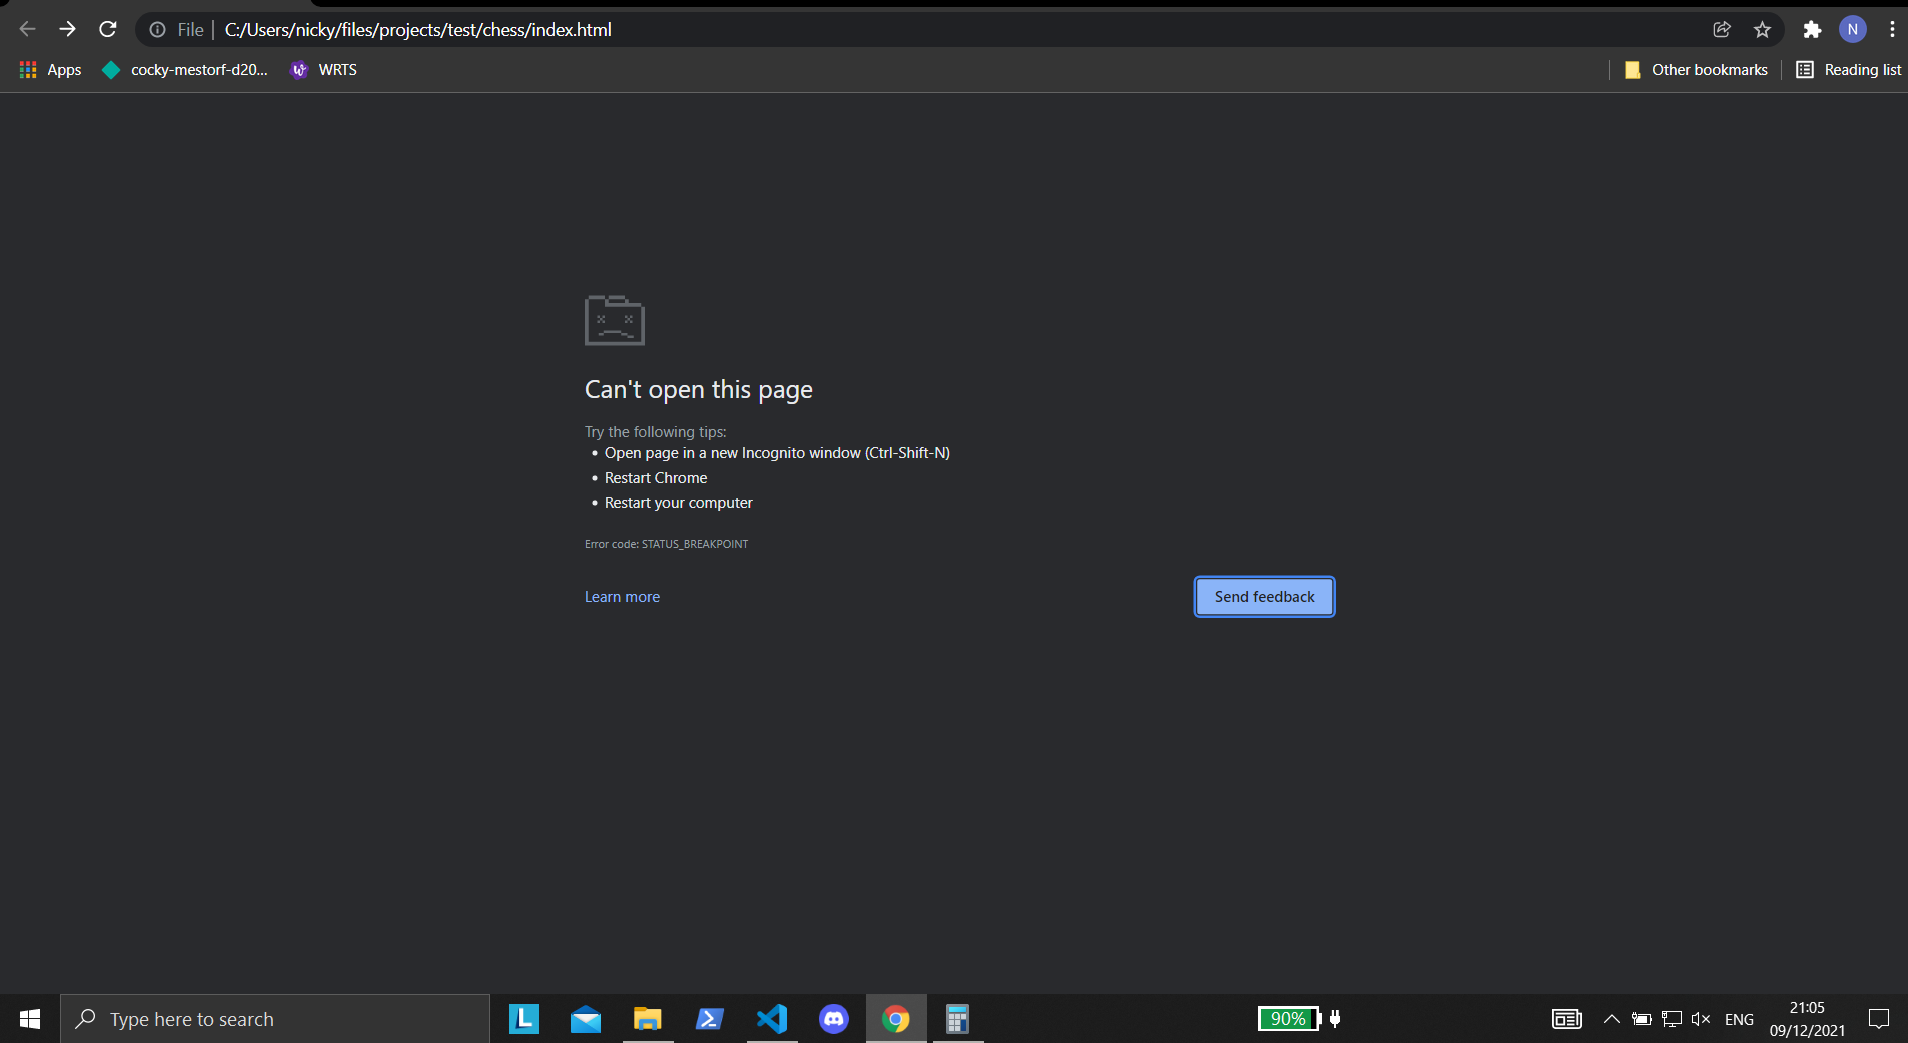 File | C:/Users/nicky/files/projects/test/chess/index.html
N
Apps cocky-mestorf-d20... WRTS Other bookmarks Reading list
Can't open this page
Try the following tips:
• Open page in a new Incognito window (Ctrl-Shift-N)
• Restart Chrome
• Restart your computer
Error code: STATUS_BREAKPOINT
Learn more
Send feedback
Type here to search
L
90%
ENG
21:05
09/12/2021